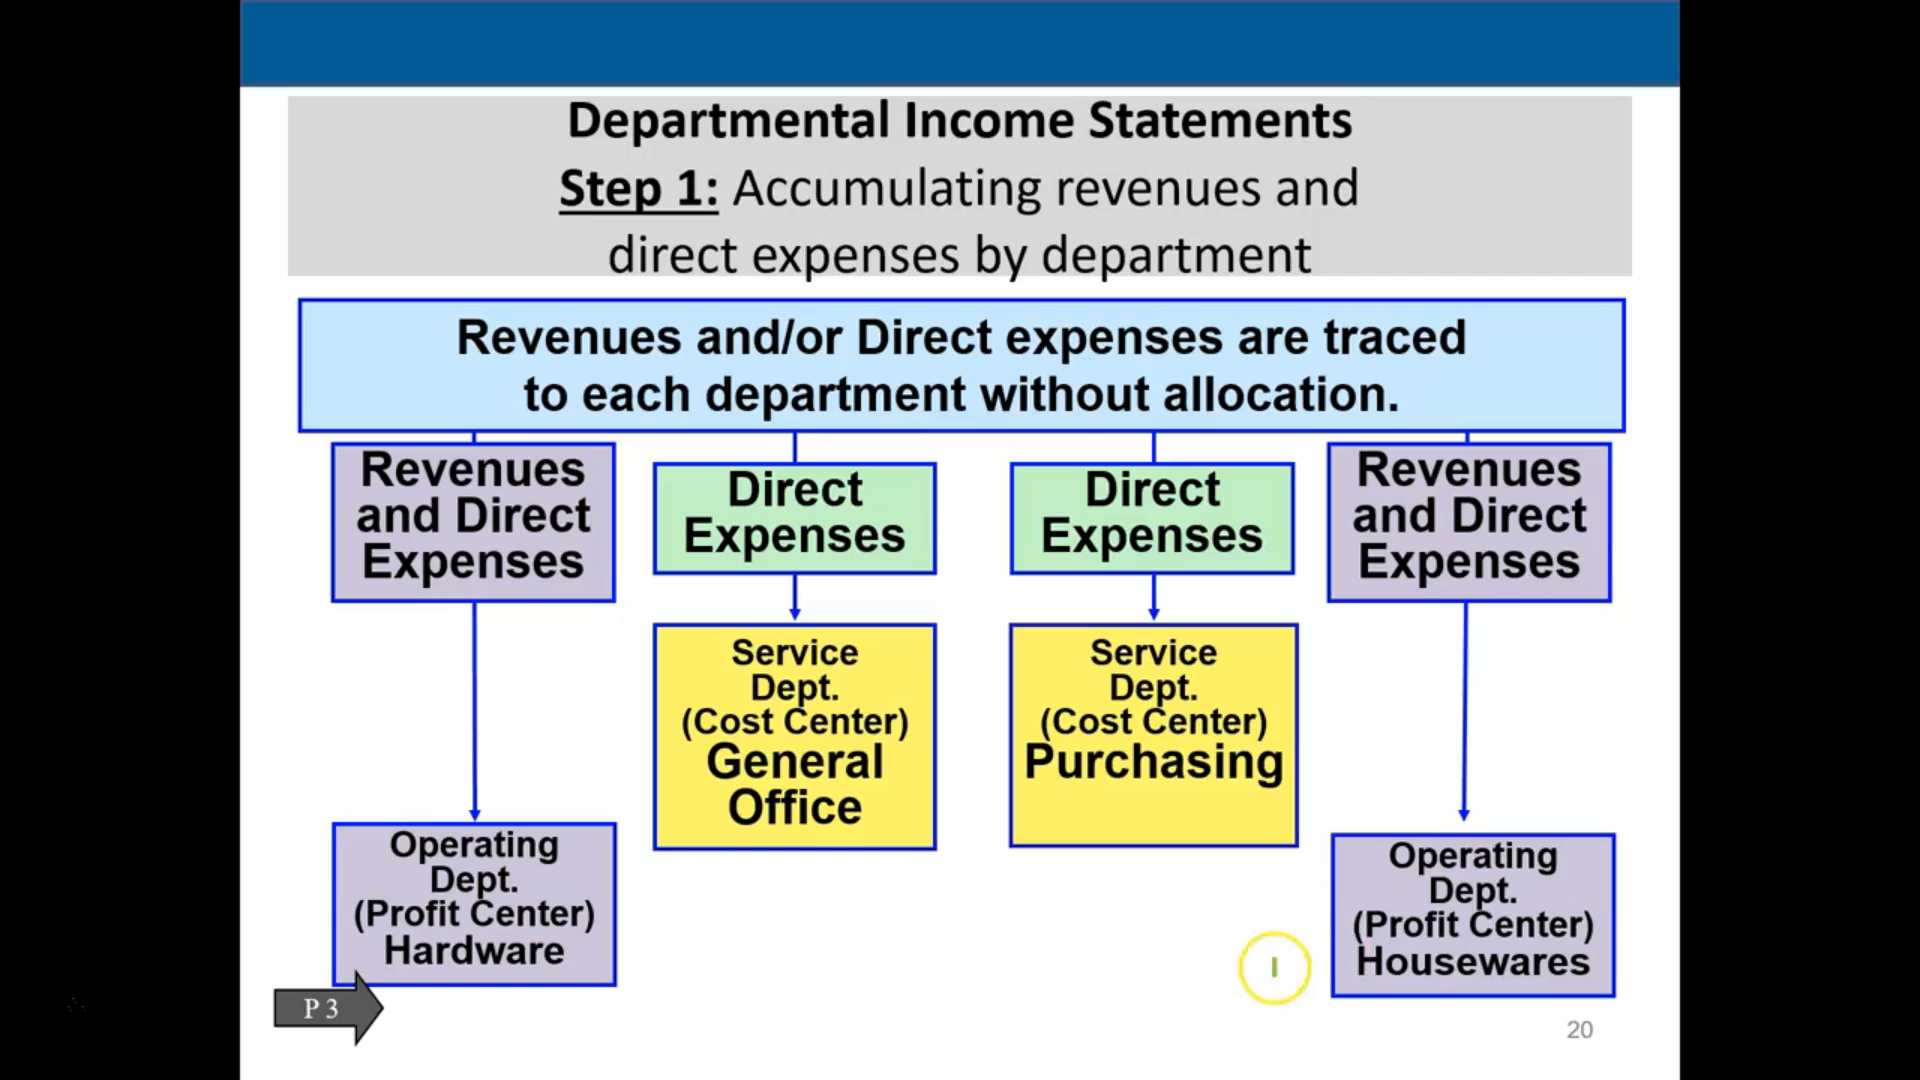 Departmental Income Statements
Step 1: Accumulating revenues and
direct expenses by department
Revenues and/or Direct expenses are traced
to each department without allocation.
Revenues
and Direct
Expenses
Direct
Expenses
Direct
Expenses
Revenues
and Direct
Expenses
Service
Dept.
(Cost Center)
General
Office
Service
Dept.
(Cost Center)
Purchasing
Operating
Dept.
(Profit Center)
Hardware
Operating
Dept.
(Profit Center)
Housewares
P 3
20